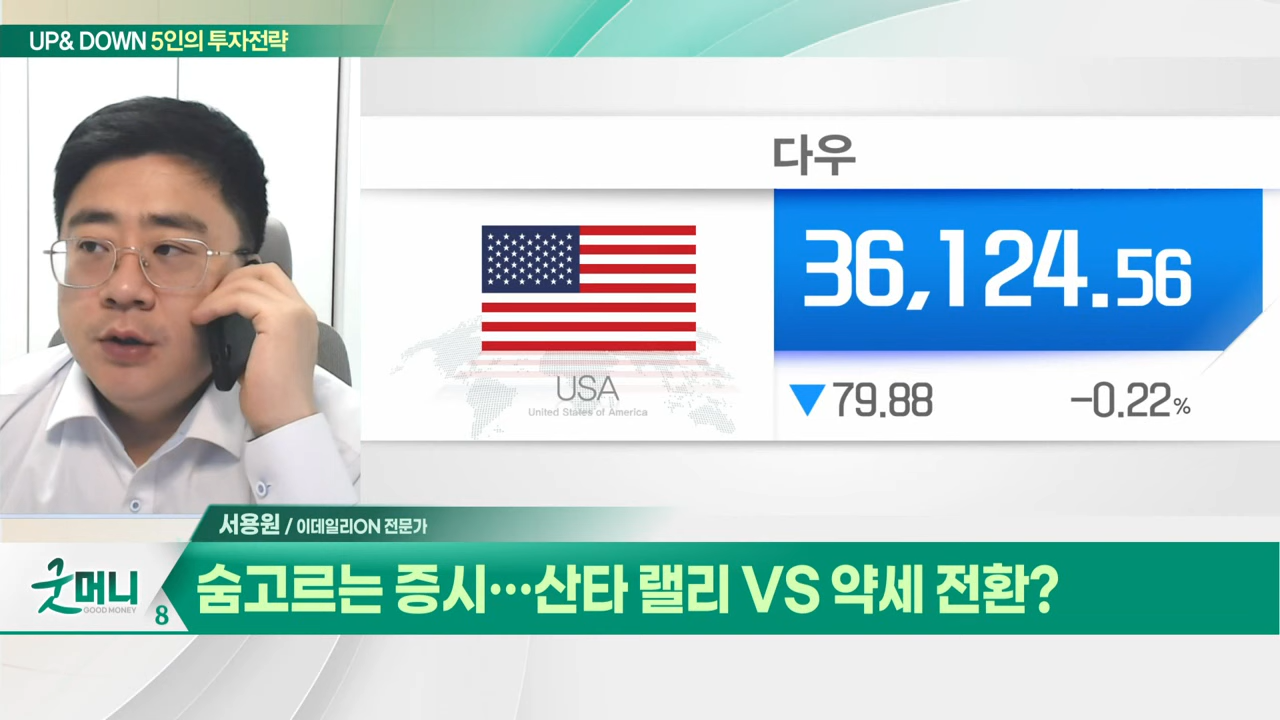 UP& DOWN 5인의 투자전략
다우
36,124.56
▼79.88 -0.22%
USA
United States of America
서용원 / 이데일리ON 전문가
굿머니
GOOD MONEY
8
숨고르는 증시…산타 랠리 VS 약세 전환?